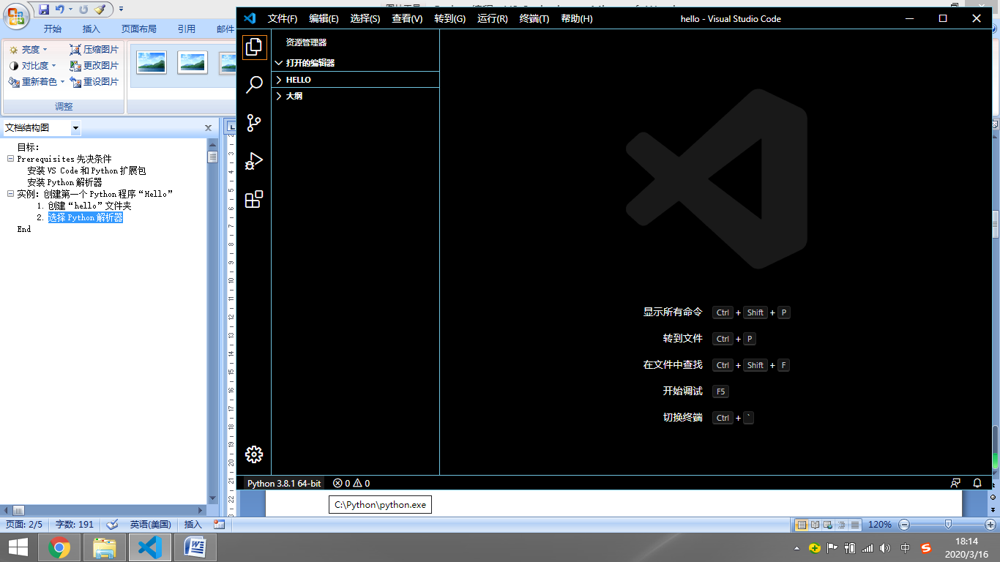 文件(F) 编辑(E) 选择(S) 查看(V) 转到(G) 运行(R) 终端(T) 帮助(H) hello - Visual Studio Code
开始 插入 页面布局 引用 邮件
亮度 压缩图片
对比度 更改图片
重新着色 重设图片
调整
文档结构图
目标：
Prerequisites 先决条件
安装 VS Code 和 Python 扩展包
安装 Python 解析器
实例：创建第一个 Python 程序“Hello”
1. 创建“hello”文件夹
2. 选择 Python 解析器
End
资源管理器
打开的编辑器
HELLO
大纲
显示所有命令 Ctrl + Shift + P
转到文件 Ctrl + P
在文件中查找 Ctrl + Shift + F
开始调试 F5
切换终端 Ctrl + `
Python 3.8.1 64-bit 0 0
C:\Python\python.exe
页面: 2/5 字数: 191 英语(美国) 插入 120%
中 18:14
2020/3/16